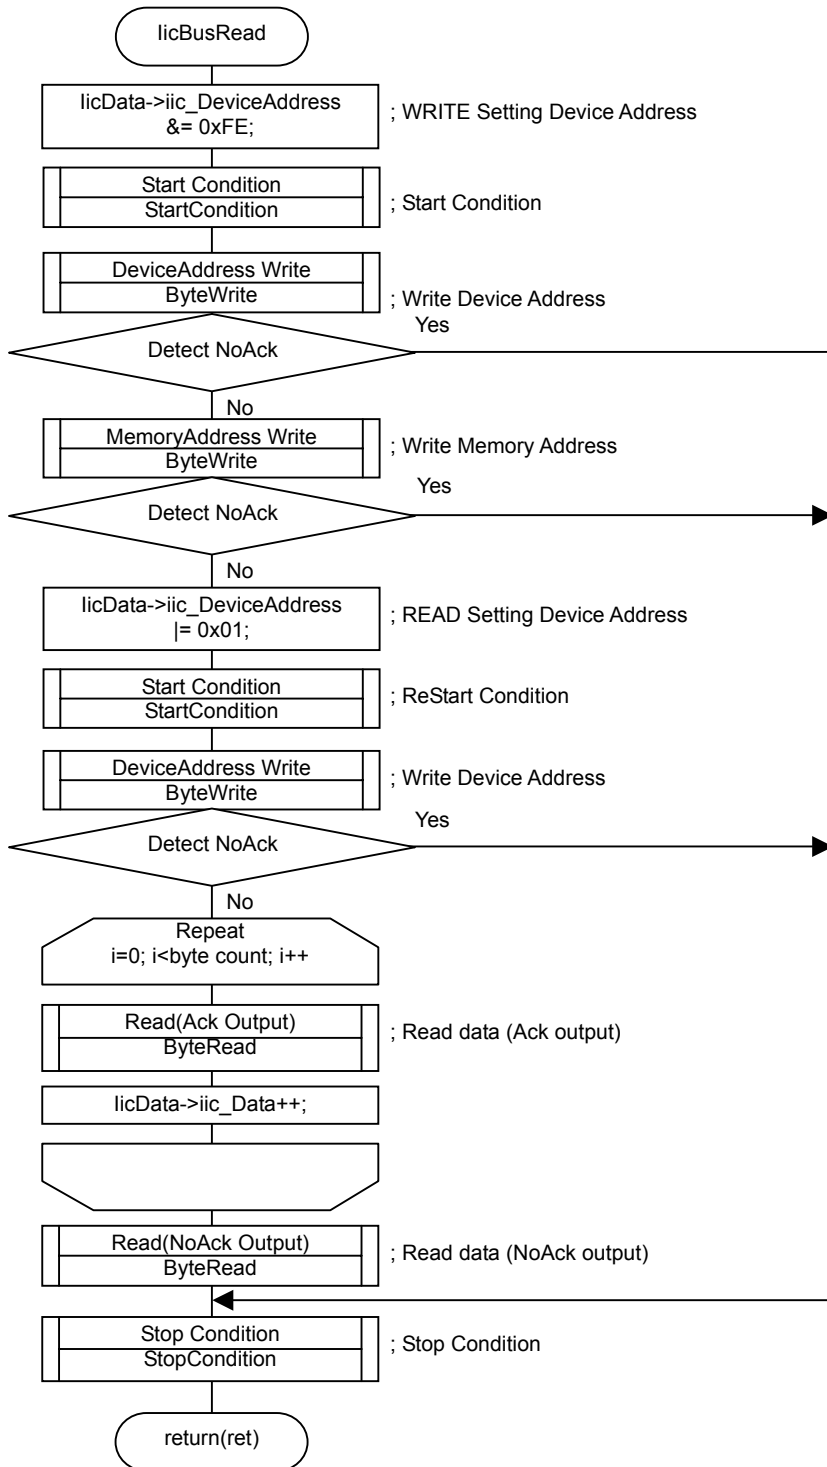 IicBusRead
IicData->iic_DeviceAddress
&= 0xFE;
; WRITE Setting Device Address
Start Condition
StartCondition
; Start Condition
DeviceAddress Write
ByteWrite
; Write Device Address
Yes
Detect NoAck
No
MemoryAddress Write
ByteWrite
; Write Memory Address
Yes
Detect NoAck
No
IicData->iic_DeviceAddress
|= 0x01;
; READ Setting Device Address
Start Condition
StartCondition
; ReStart Condition
DeviceAddress Write
ByteWrite
; Write Device Address
Yes
Detect NoAck
No
Repeat
i=0; i<byte count; i++
Read(Ack Output)
ByteRead
; Read data (Ack output)
IicData->iic_Data++;
Read(NoAck Output)
ByteRead
; Read data (NoAck output)
Stop Condition
StopCondition
; Stop Condition
return(ret)